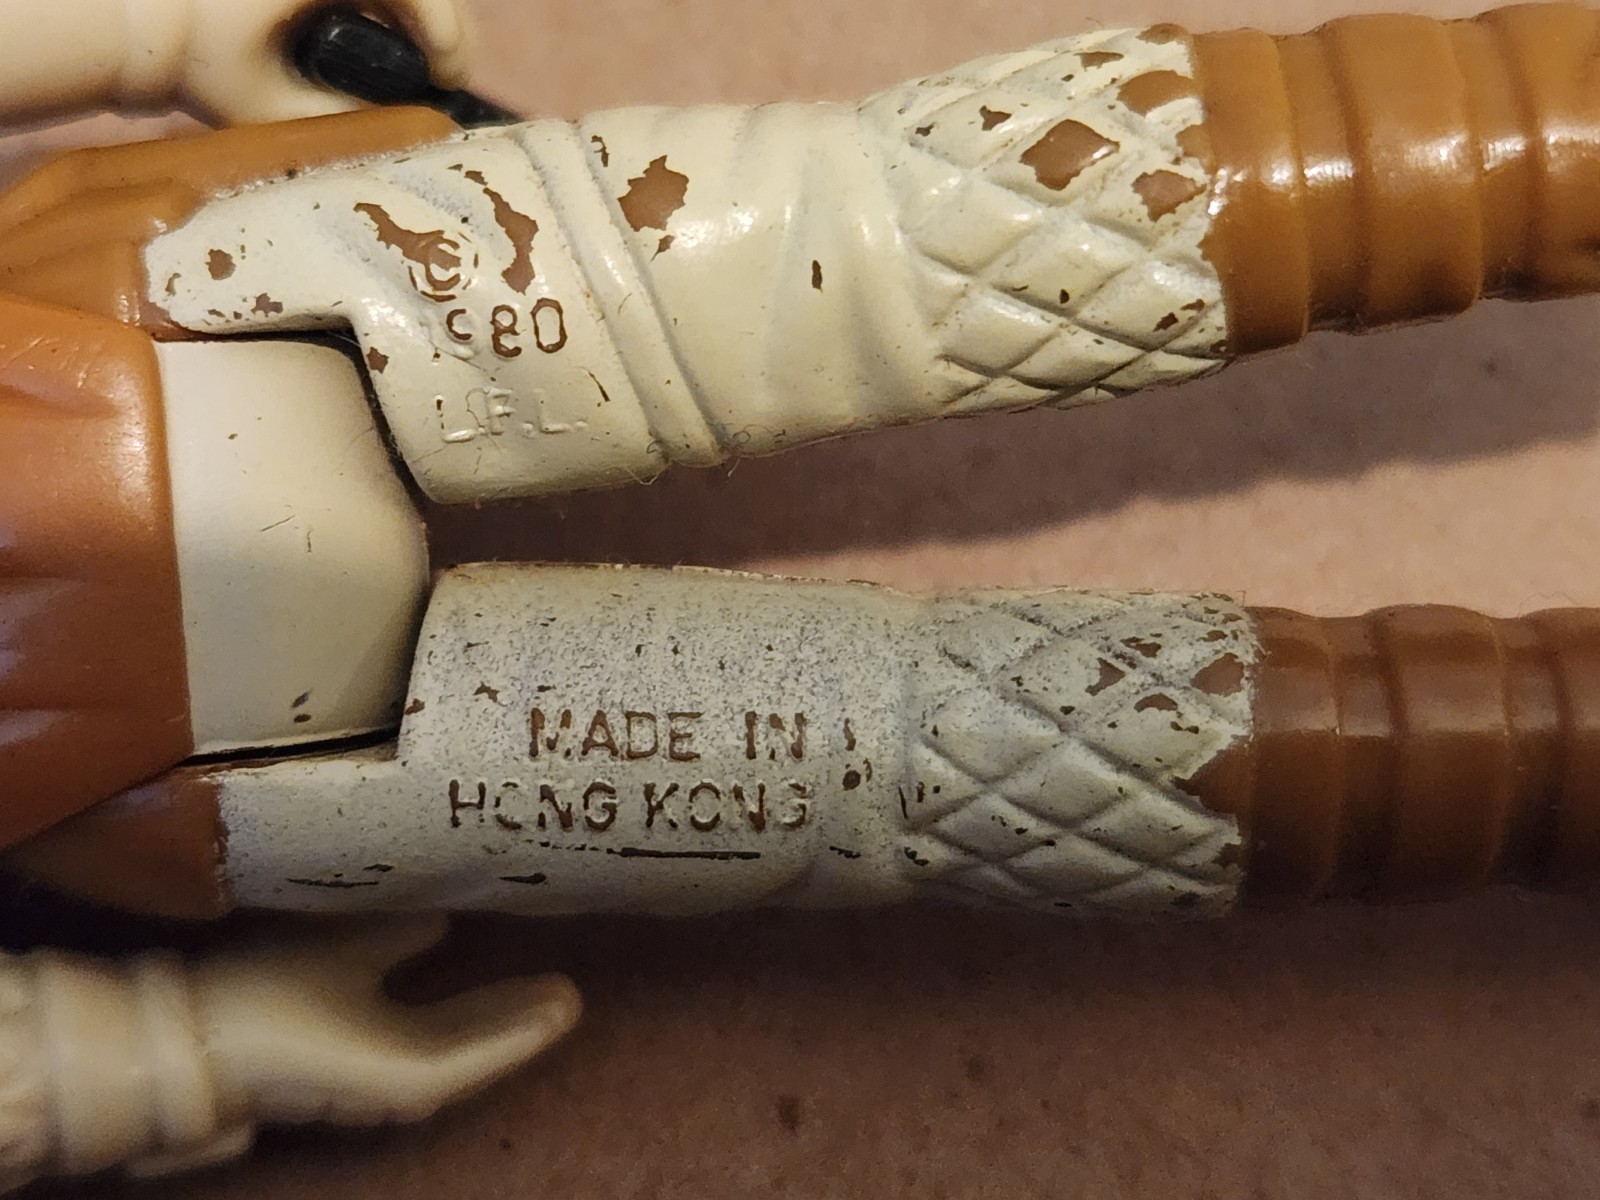 ©
1980
L.F.L.
MADE IN
HONG KONG